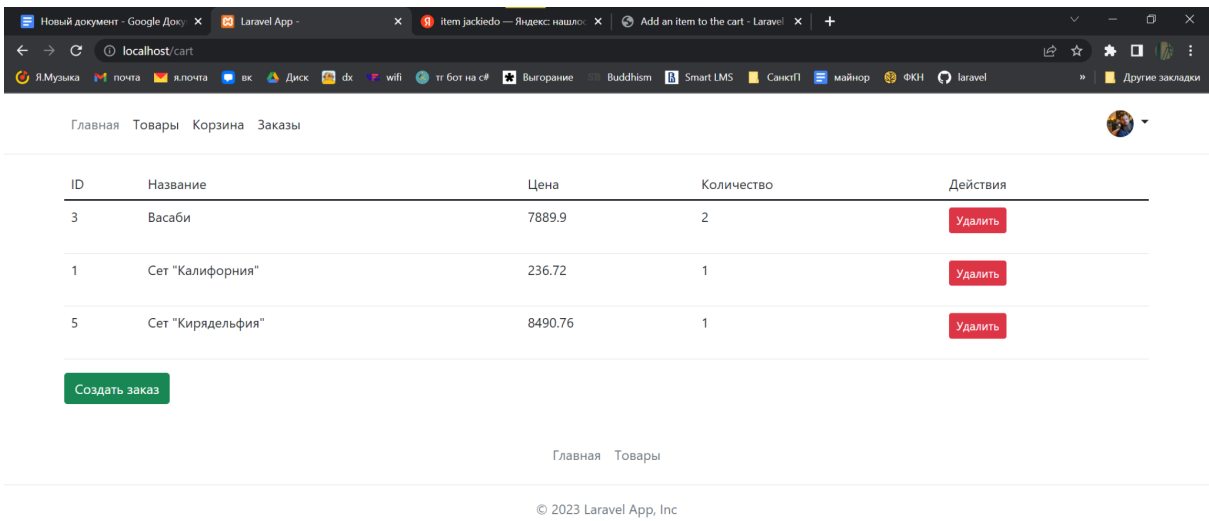 Новый документ - Google Доку
Laravel App -
item jackiedo — Яндекс: нашлос
Add an item to the cart - Laravel
localhost/cart
Я.Музыка
почта
я.почта
вк
Диск
dx
wifi
тг бот на c#
Выгорание
Buddhism
Smart LMS
СанктП
майнор
ФКН
laravel
»
Другие закладки
Главная Товары Корзина Заказы
ID Название Цена Количество Действия
3 Васаби 7889.9 2 Удалить
1 Сет "Калифорния" 236.72 1 Удалить
5 Сет "Кирядельфия" 8490.76 1 Удалить
Создать заказ
Главная Товары
© 2023 Laravel App, Inc